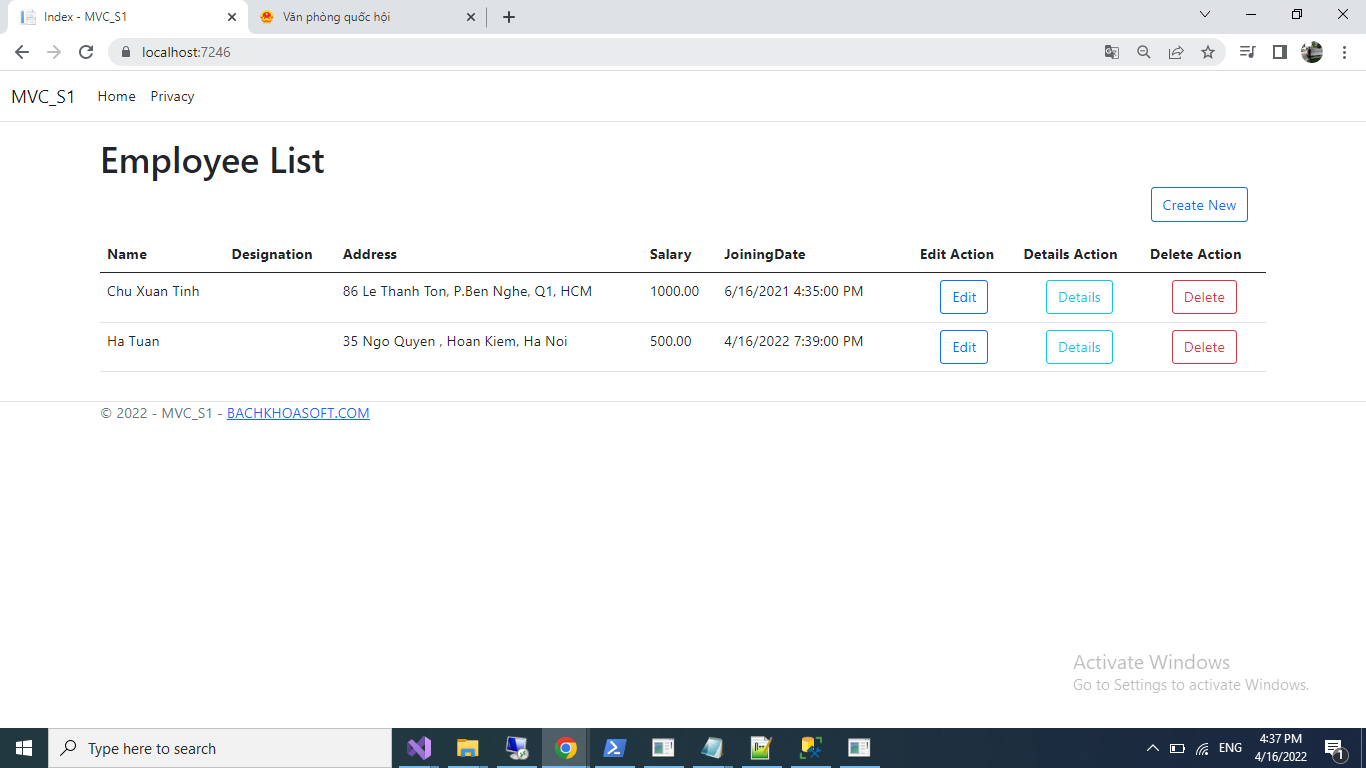 Index - MVC_S1
Văn phòng quốc hội
localhost:7246
MVC_S1 Home Privacy
Employee List
Create New
Name Designation Address Salary JoiningDate Edit Action Details Action Delete Action
Chu Xuan Tinh 86 Le Thanh Ton, P.Ben Nghe, Q1, HCM 1000.00 6/16/2021 4:35:00 PM Edit Details Delete
Ha Tuan 35 Ngo Quyen , Hoan Kiem, Ha Noi 500.00 4/16/2022 7:39:00 PM Edit Details Delete
© 2022 - MVC_S1 - BACHKHOASOFT.COM
Activate Windows
Go to Settings to activate Windows.
Type here to search
ENG
4:37 PM
4/16/2022
1